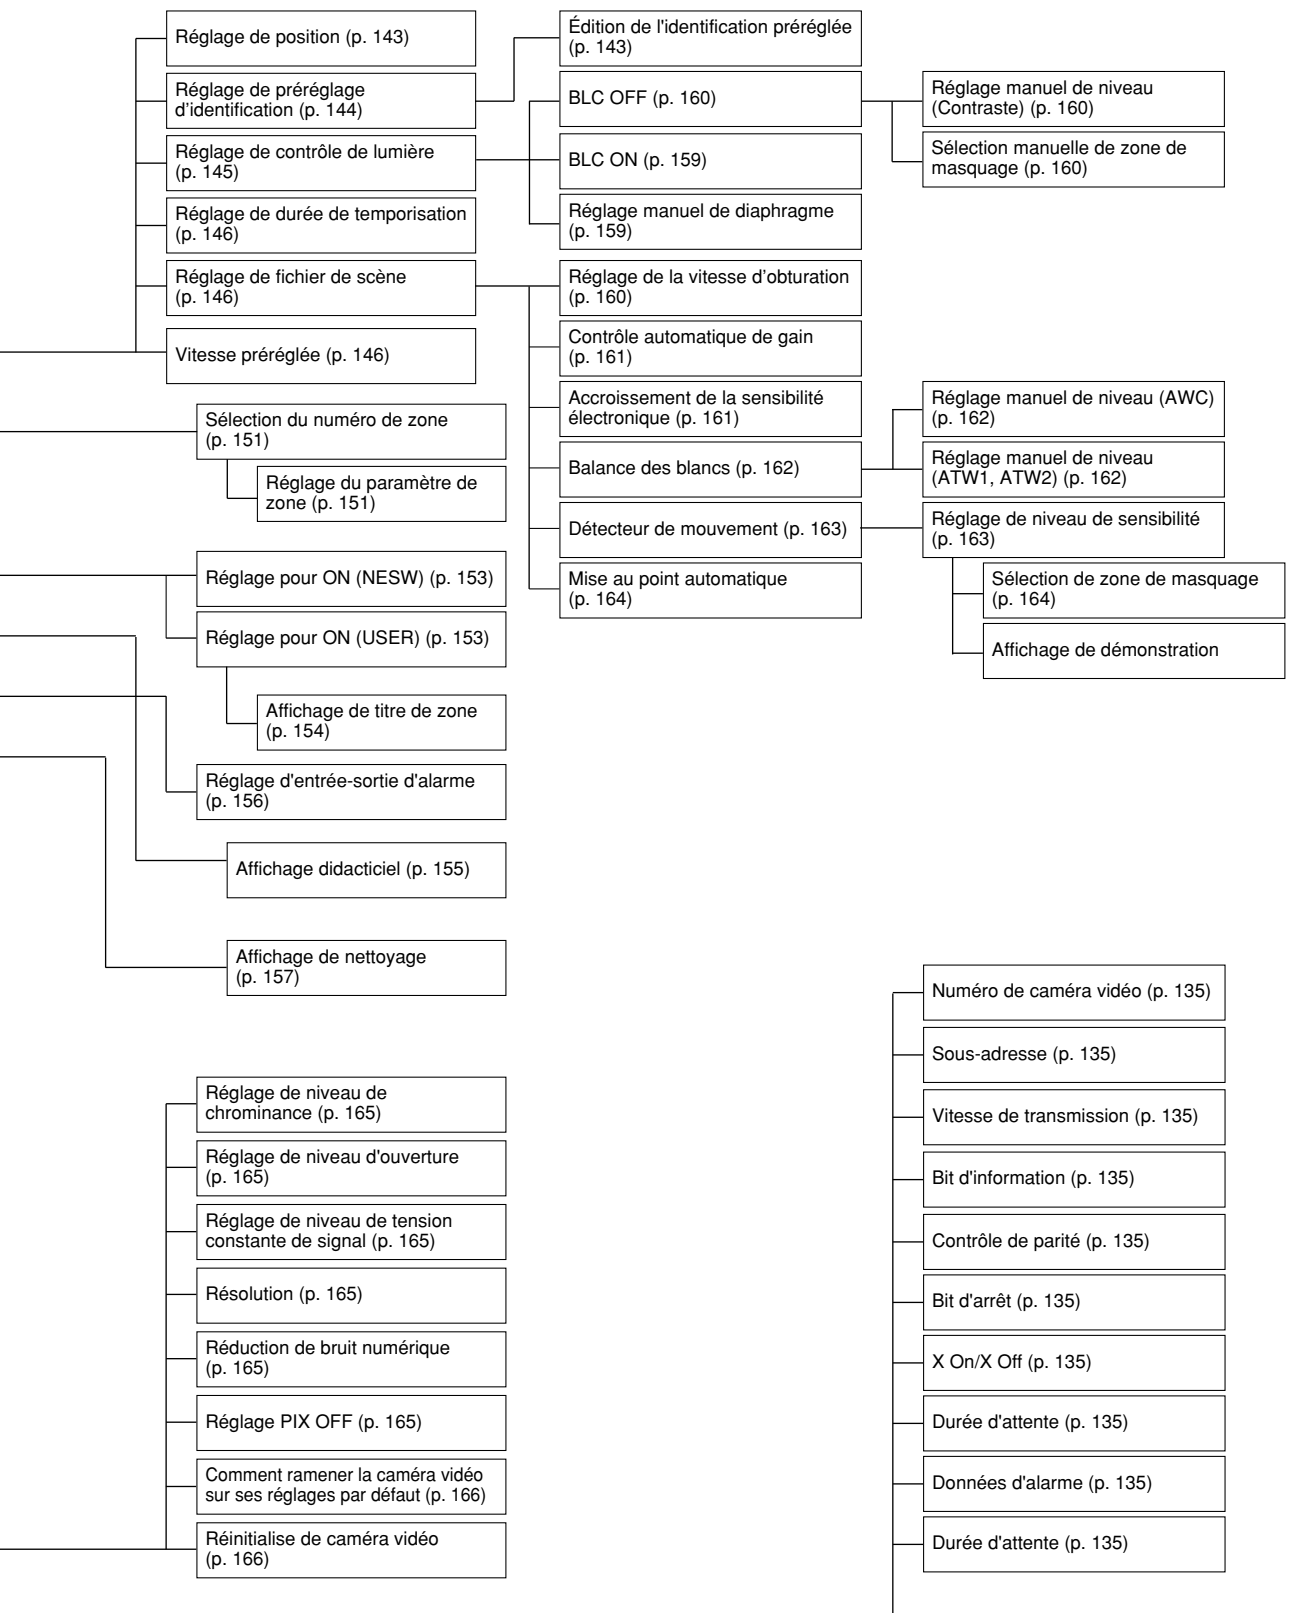 Réglage de position (p. 143)
Réglage de préréglage
d'identification (p. 144)
Réglage de contrôle de lumière
(p. 145)
Réglage de durée de temporisation
(p. 146)
Réglage de fichier de scène
(p. 146)
Vitesse préréglée (p. 146)
Édition de l'identification préréglée
(p. 143)
BLC OFF (p. 160)
BLC ON (p. 159)
Réglage manuel de diaphragme
(p. 159)
Réglage manuel de niveau
(Contraste) (p. 160)
Sélection manuelle de zone de
masquage (p. 160)
Réglage de la vitesse d'obturation
(p. 160)
Contrôle automatique de gain
(p. 161)
Accroissement de la sensibilité
électronique (p. 161)
Balance des blancs (p. 162)
Détecteur de mouvement (p. 163)
Mise au point automatique
(p. 164)
Réglage manuel de niveau (AWC)
(p. 162)
Réglage manuel de niveau
(ATW1, ATW2) (p. 162)
Réglage de niveau de sensibilité
(p. 163)
Sélection de zone de masquage
(p. 164)
Affichage de démonstration
Sélection du numéro de zone
(p. 151)
Réglage du paramètre de
zone (p. 151)
Réglage pour ON (NESW) (p. 153)
Réglage pour ON (USER) (p. 153)
Affichage de titre de zone
(p. 154)
Réglage d'entrée-sortie d'alarme
(p. 156)
Affichage didacticiel (p. 155)
Affichage de nettoyage
(p. 157)
Réglage de niveau de
chrominance (p. 165)
Réglage de niveau d'ouverture
(p. 165)
Réglage de niveau de tension
constante de signal (p. 165)
Résolution (p. 165)
Réduction de bruit numérique
(p. 165)
Réglage PIX OFF (p. 165)
Comment ramener la caméra vidéo
sur ses réglages par défaut (p. 166)
Réinitialise de caméra vidéo
(p. 166)
Numéro de caméra vidéo (p. 135)
Sous-adresse (p. 135)
Vitesse de transmission (p. 135)
Bit d'information (p. 135)
Contrôle de parité (p. 135)
Bit d'arrêt (p. 135)
X On/X Off (p. 135)
Durée d'attente (p. 135)
Données d'alarme (p. 135)
Durée d'attente (p. 135)